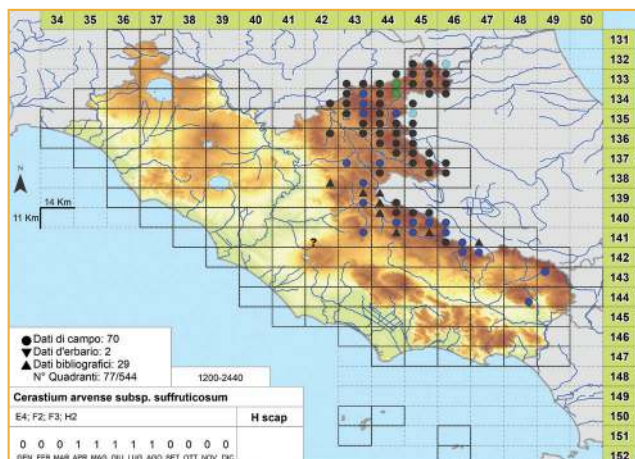 34 35 36 37 38 39 40 41 42 43 44 45 46 47 48 49 50
131
132
133
134
135
136
137
138
139
140
141
142
143
144
145
146
147
148
149
150
151
152
N
14 Km
11 Km
?
Dati di campo: 70
Dati d'erbario: 2
Dati bibliografici: 29
N° Quadranti: 77/544
1200-2440
Cerastium arvense subsp. suffruticosum
E4; F2; F3; H2
H scap
0 0 0 1 1 1 1 1 0 0 0 0
GEN FEB MAR APR MAG GIU LUG AGO SET OTT NOV DIC